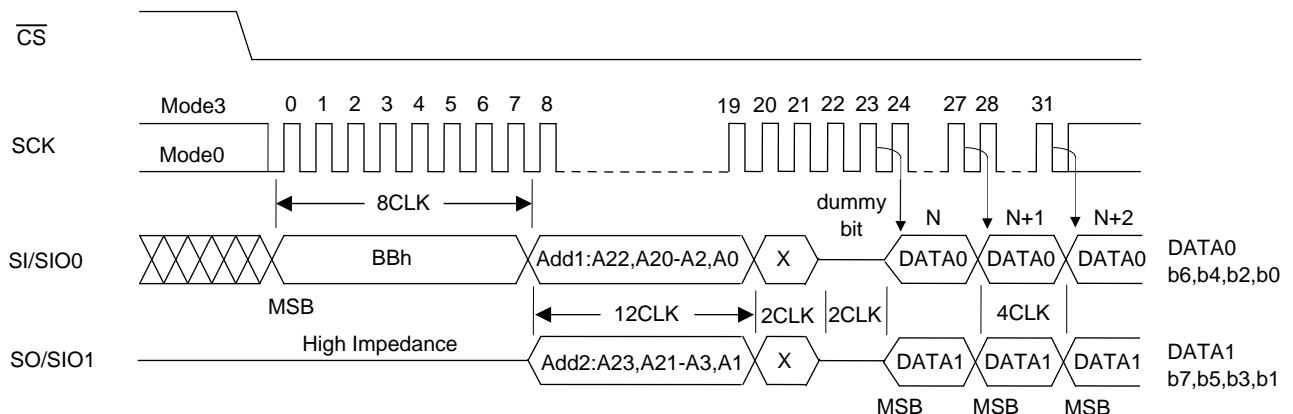 CS
Mode3
0 1 2 3 4 5 6 7 8 19 20 21 22 23 24 27 28 31
SCK
Mode0
8CLK
dummy
bit
N N+1 N+2
SI/SIO0
BBh
Add1:A22,A20-A2,A0
X
DATA0 DATA0 DATA0
DATA0
b6,b4,b2,b0
MSB
12CLK
2CLK 2CLK
4CLK
High Impedance
SO/SIO1
Add2:A23,A21-A3,A1
X
DATA1 DATA1 DATA1
DATA1
b7,b5,b3,b1
MSB MSB MSB